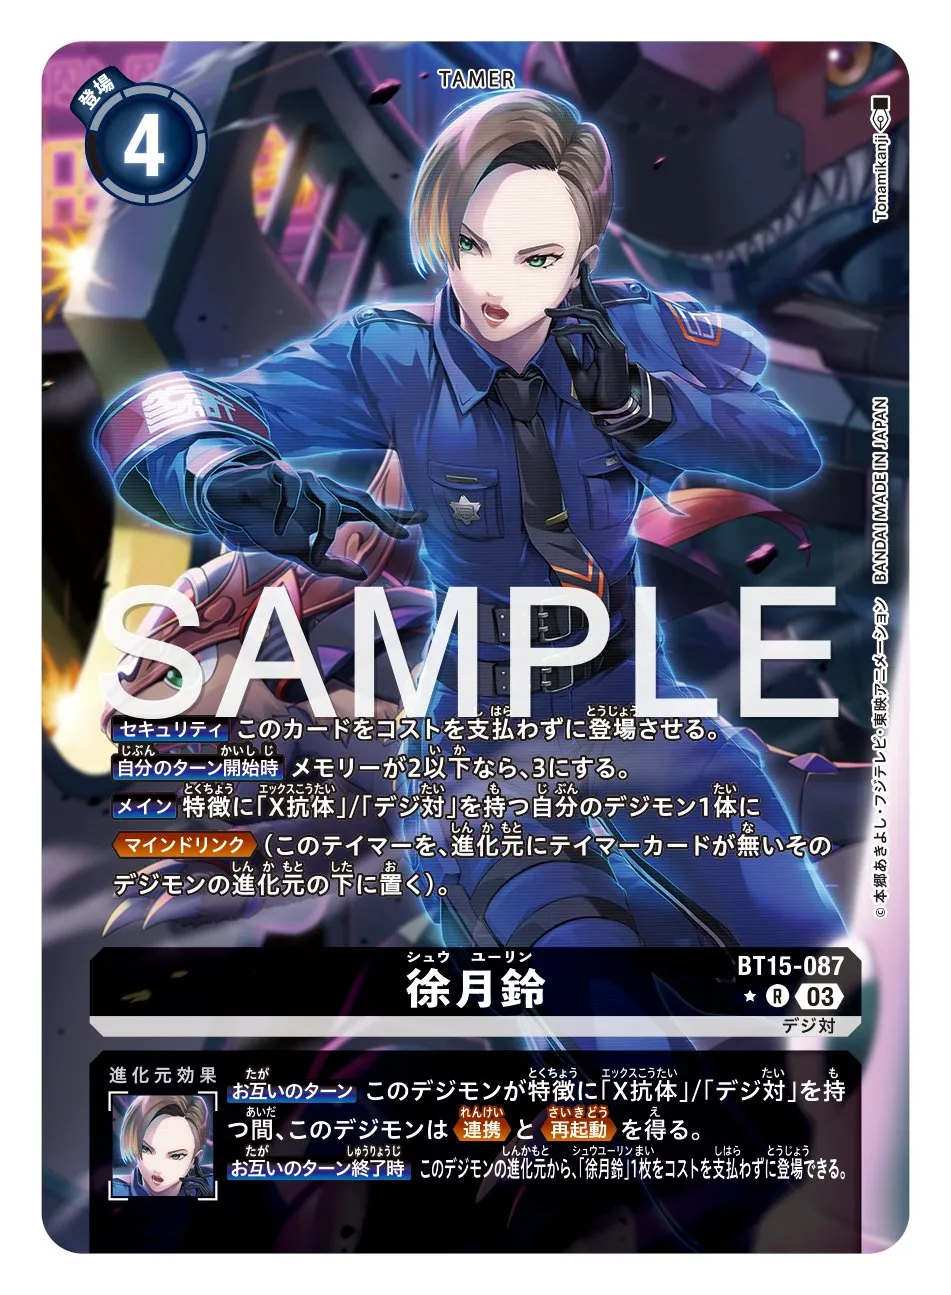 TAMER
登場
4
Tonamikanji
BANDAI MADE IN JAPAN
©本郷あきよし・フジテレビ・東映アニメーション
SAMPLE
セキュリティ このカードをコストを支払わずに登場させる。
自分のターン開始時 メモリーが2以下なら、3にする。
メイン 特徴に「X抗体」/「デジ対」を持つ自分のデジモン1体に
マインドリンク (このテイマーを、進化元にテイマーカードが無いその
デジモンの進化元の下に置く)。
シュウ ユーリン
徐月鈴
BT15-087
R 03
デジ対
進化元効果
お互いのターン このデジモンが特徴に「X抗体」/「デジ対」を持
つ間、このデジモンは 連携 と 再起動 を得る。
お互いのターン終了時 このデジモンの進化元から、「徐月鈴」1枚をコストを支払わずに登場できる。